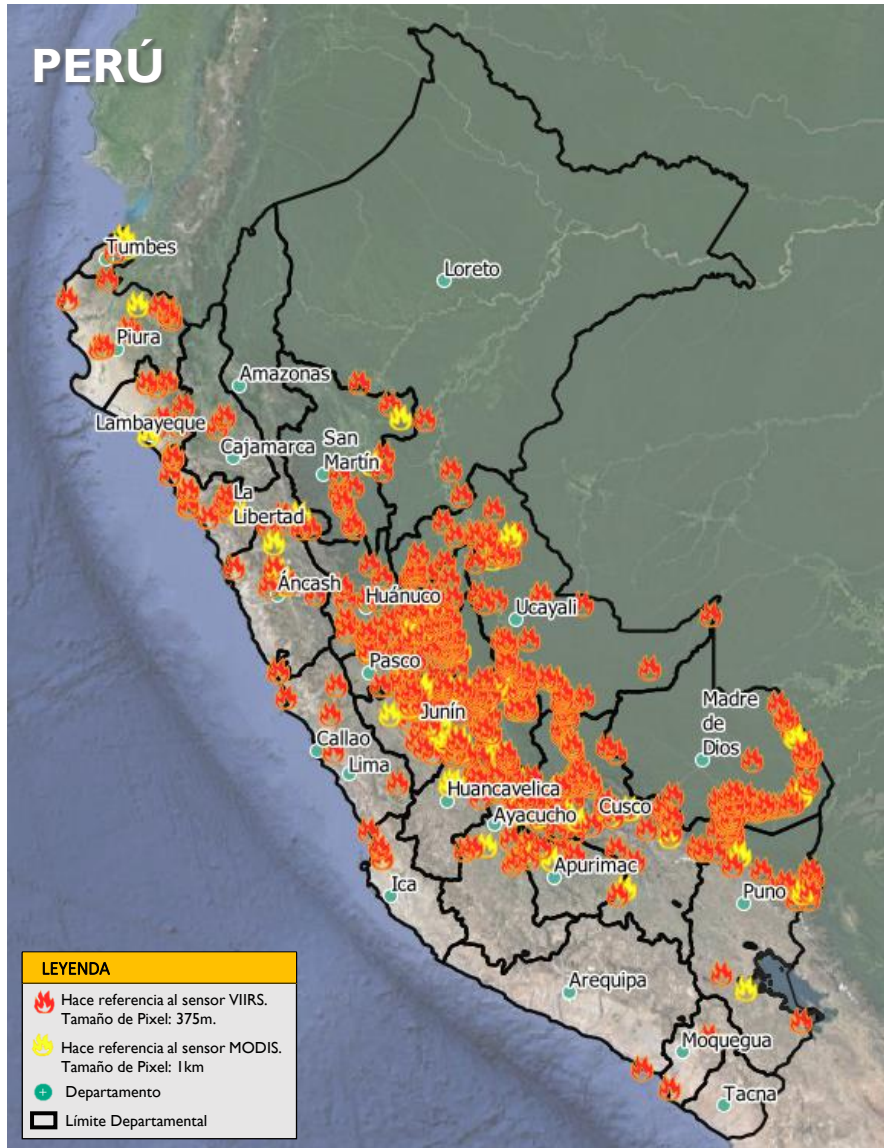 PERÚ
Tumbes
Loreto
Piura
Amazonas
Lambayeque
Cajamarca
San
Martín
La
Libertad
Áncash
Huánuco
Ucayali
Pasco
Junín
Madre
de
Dios
Callao
Lima
Huancavelica
Cusco
Ayacucho
Apurimac
Ica
Puno
Arequipa
Moquegua
Tacna
LEYENDA
Hace referencia al sensor VIIRS.
Tamaño de Pixel: 375m.
Hace referencia al sensor MODIS.
Tamaño de Pixel: 1km
Departamento
Límite Departamental